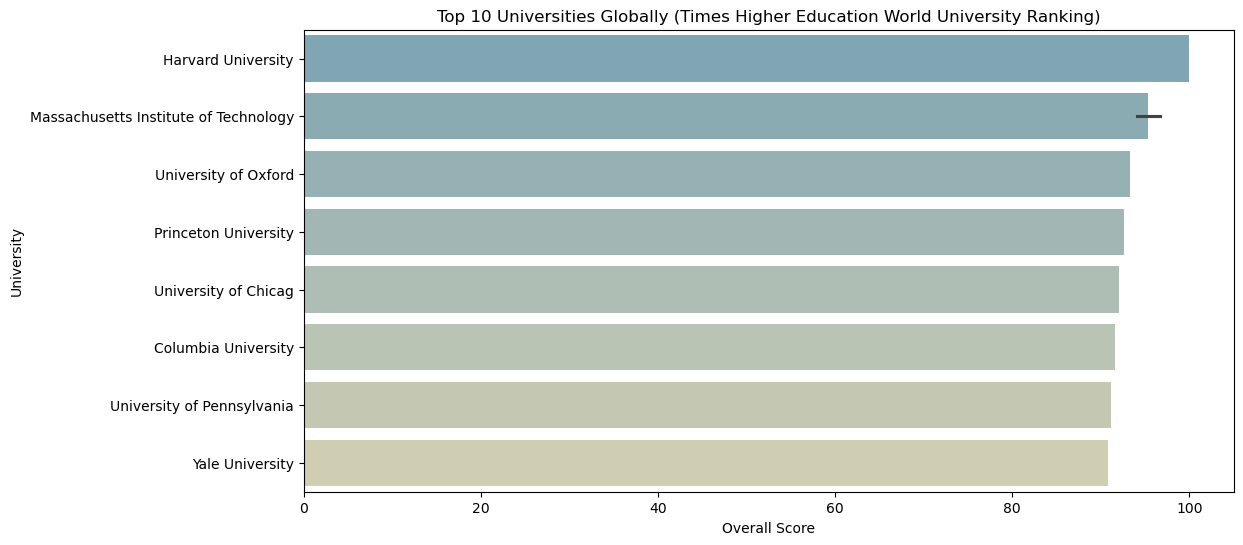 Top 10 Universities Globally (Times Higher Education World University Ranking)
University
Harvard University
Massachusetts Institute of Technology
University of Oxford
Princeton University
University of Chicag
Columbia University
University of Pennsylvania
Yale University
0 20 40 60 80 100
Overall Score